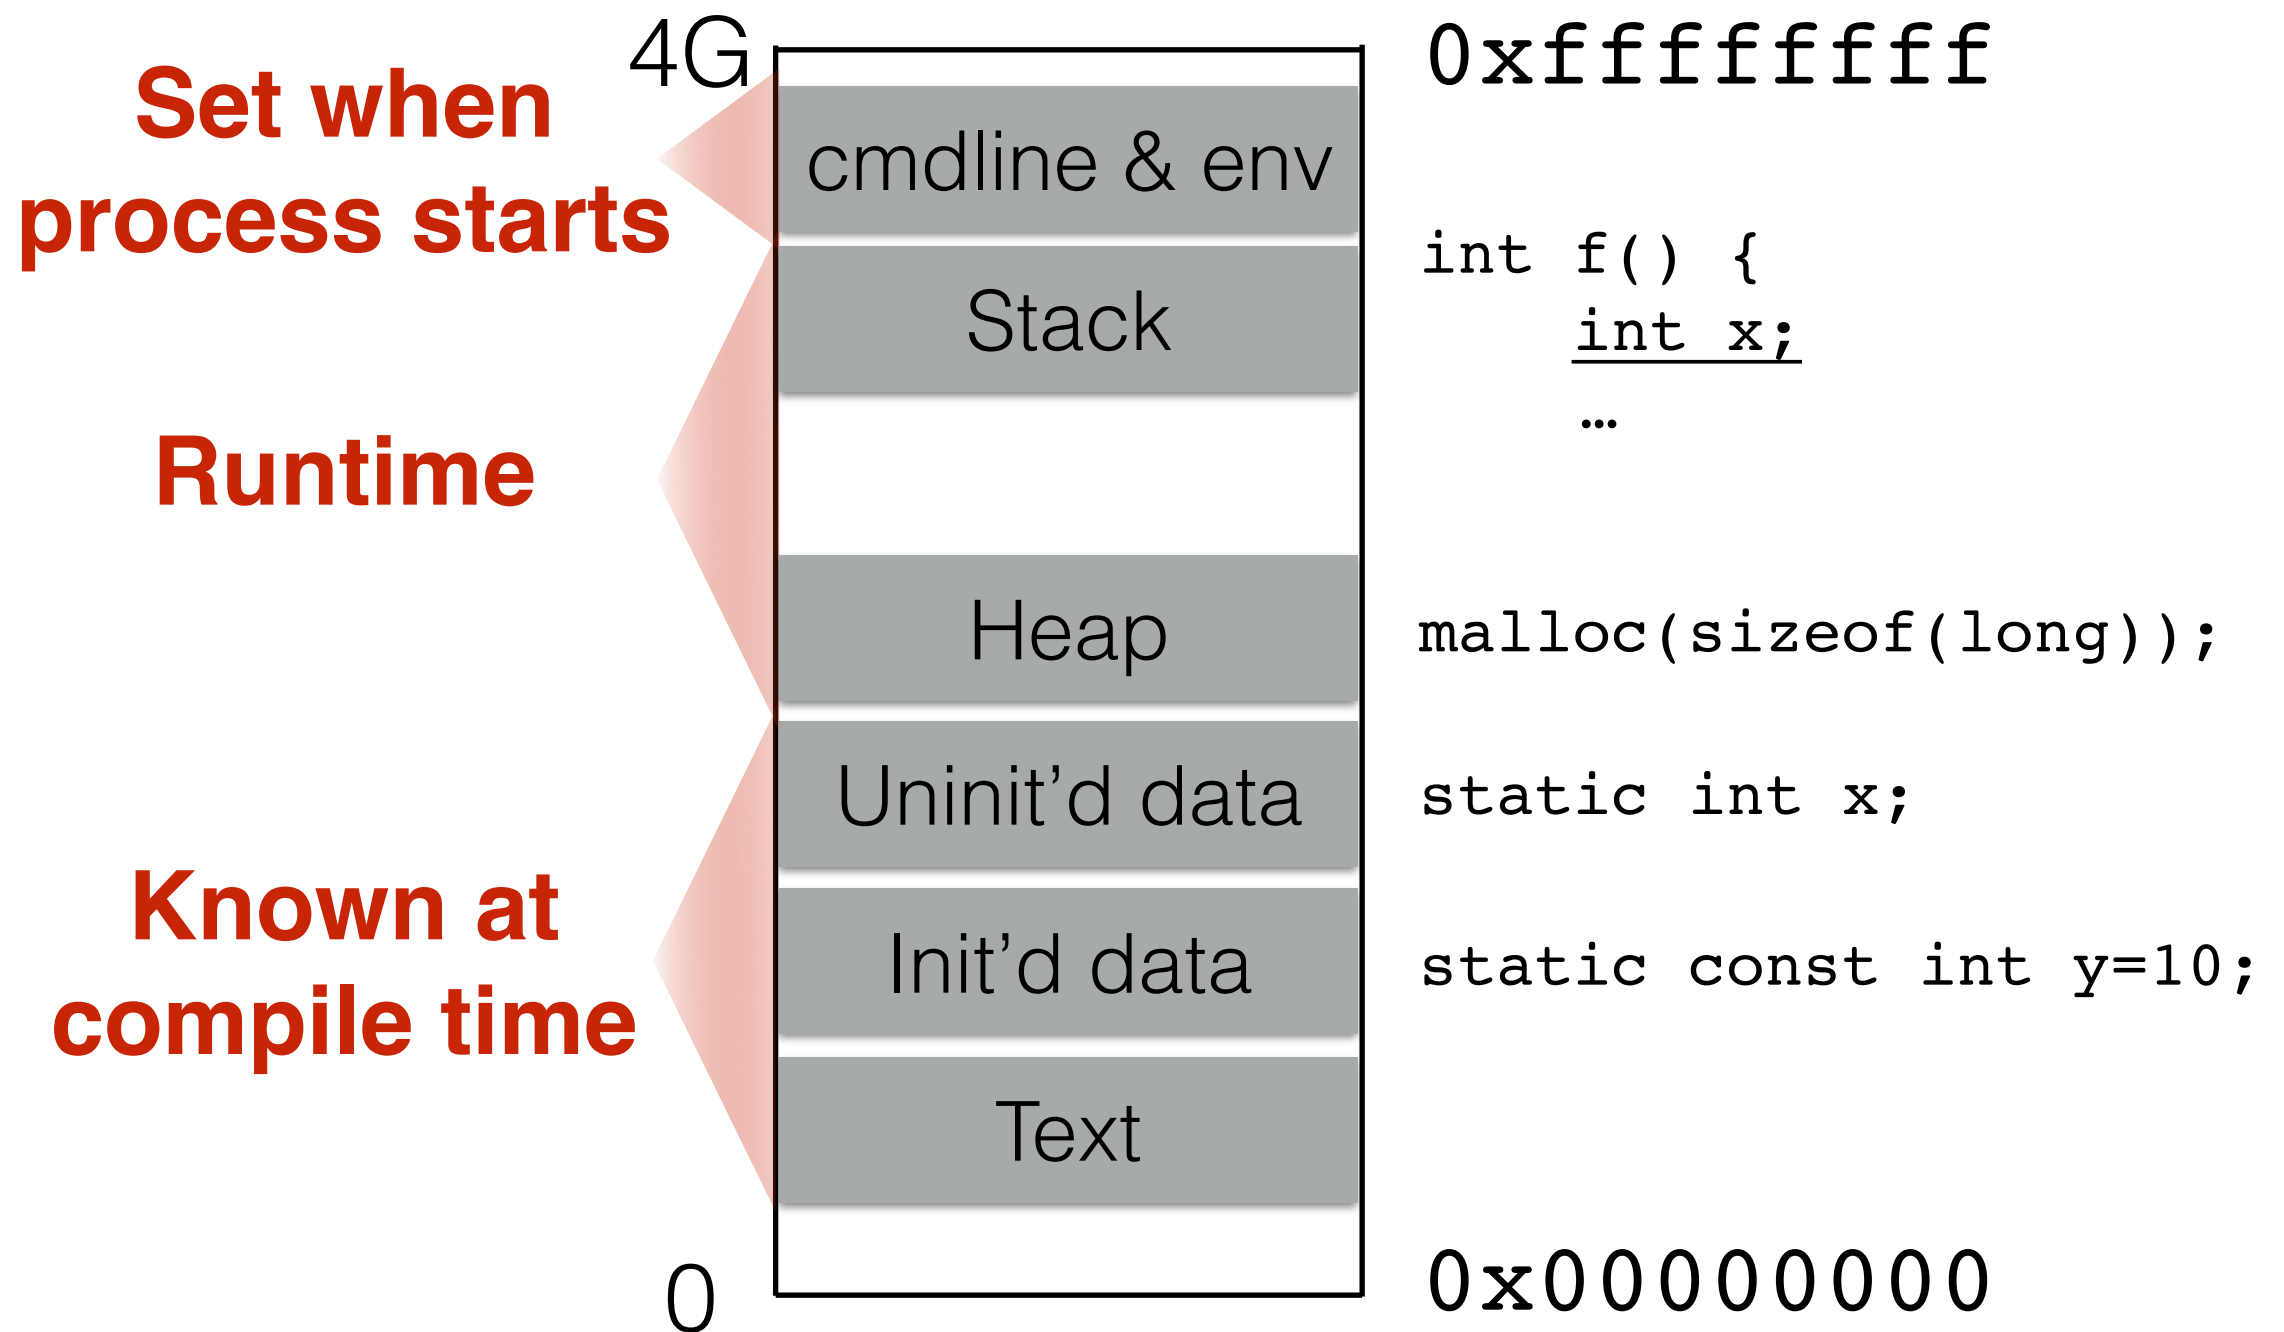 4G
0xffffffff
Set when
process starts
cmdline & env
int f() {
Stack
int x;
…
Runtime
Heap
malloc(sizeof(long));
Uninit’d data
static int x;
Known at
compile time
Init’d data
static const int y=10;
Text
0
0x00000000